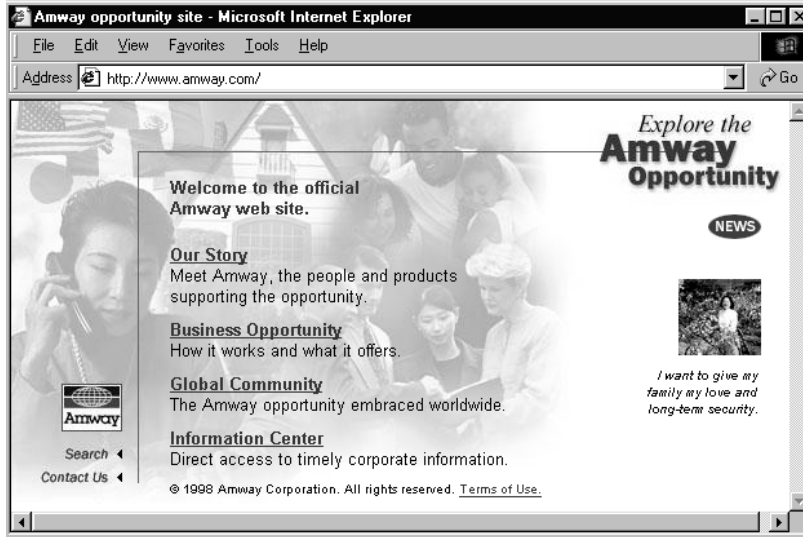 Amway opportunity site - Microsoft Internet Explorer
File Edit View Favorites Tools Help
Address http://www.amway.com/ Go
Explore the
Amway
Opportunity
Welcome to the official
Amway web site.
NEWS
Our Story
Meet Amway, the people and products
supporting the opportunity.
Business Opportunity
How it works and what it offers.
I want to give my
family my love and
long-term security.
Global Community
The Amway opportunity embraced worldwide.
Amway
Information Center
Direct access to timely corporate information.
Search
Contact Us
© 1998 Amway Corporation. All rights reserved. Terms of Use.